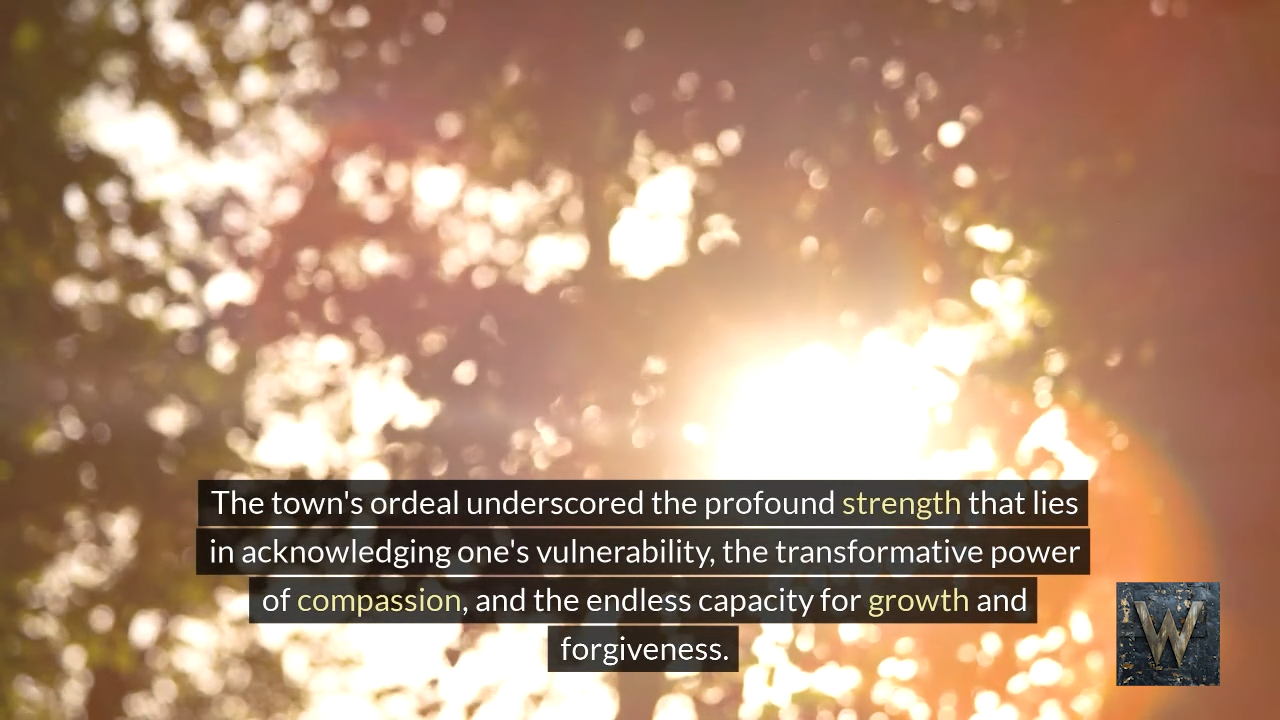 The town's ordeal underscored the profound strength that lies
in acknowledging one's vulnerability, the transformative power
of compassion, and the endless capacity for growth and
forgiveness.
W